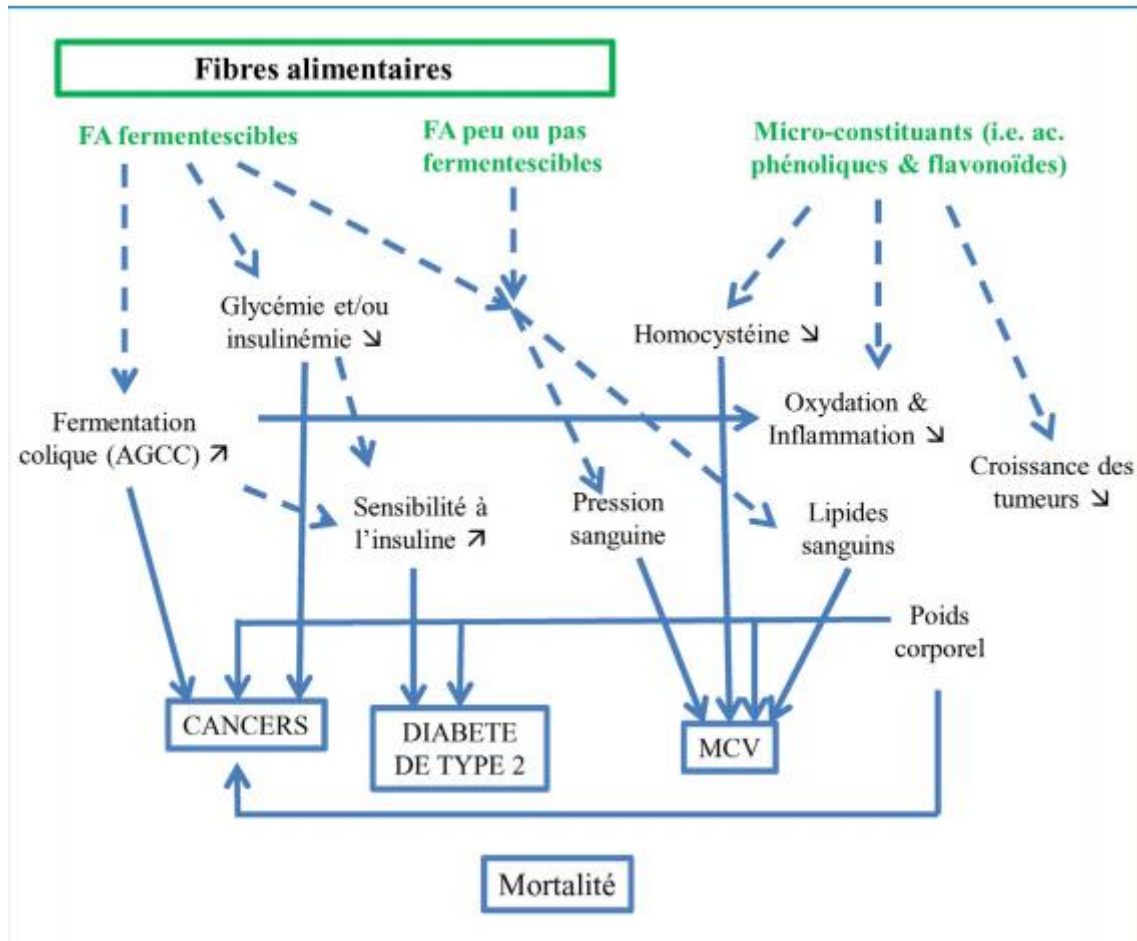 Fibres alimentaires
FA fermentescibles
FA peu ou pas
fermentescibles
Micro-constituants (i.e. ac.
phénoliques & flavonoïdes)
Glycémie et/ou
insulinémie ↘
Homocystéine ↘
Fermentation
colique (AGCC) ↗
Oxydation &
Inflammation ↘
Croissance des
tumeurs ↘
Sensibilité à
l'insuline ↗
Pression
sanguine
Lipides
sanguins
Poids
corporel
CANCERS
DIABETE
DE TYPE 2
MCV
Mortalité